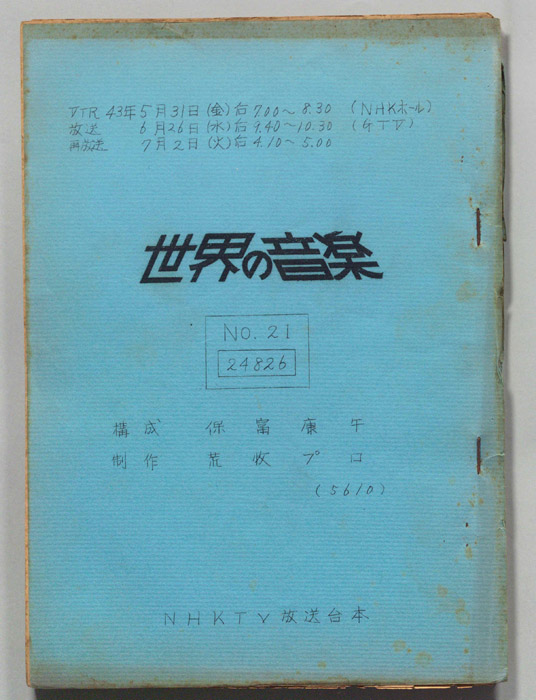 VTR 43年5月31日(金)后7.00〜8.30 (NHKホール)
放送 6月26日(水)后9.40〜10.30 (GTV)
再放送 7月2日(火)后4.10〜5.00
世界の音楽
NO.21
24826
構成 保富康午
制作 荒牧プロ
(5610)
NHKTV放送台本